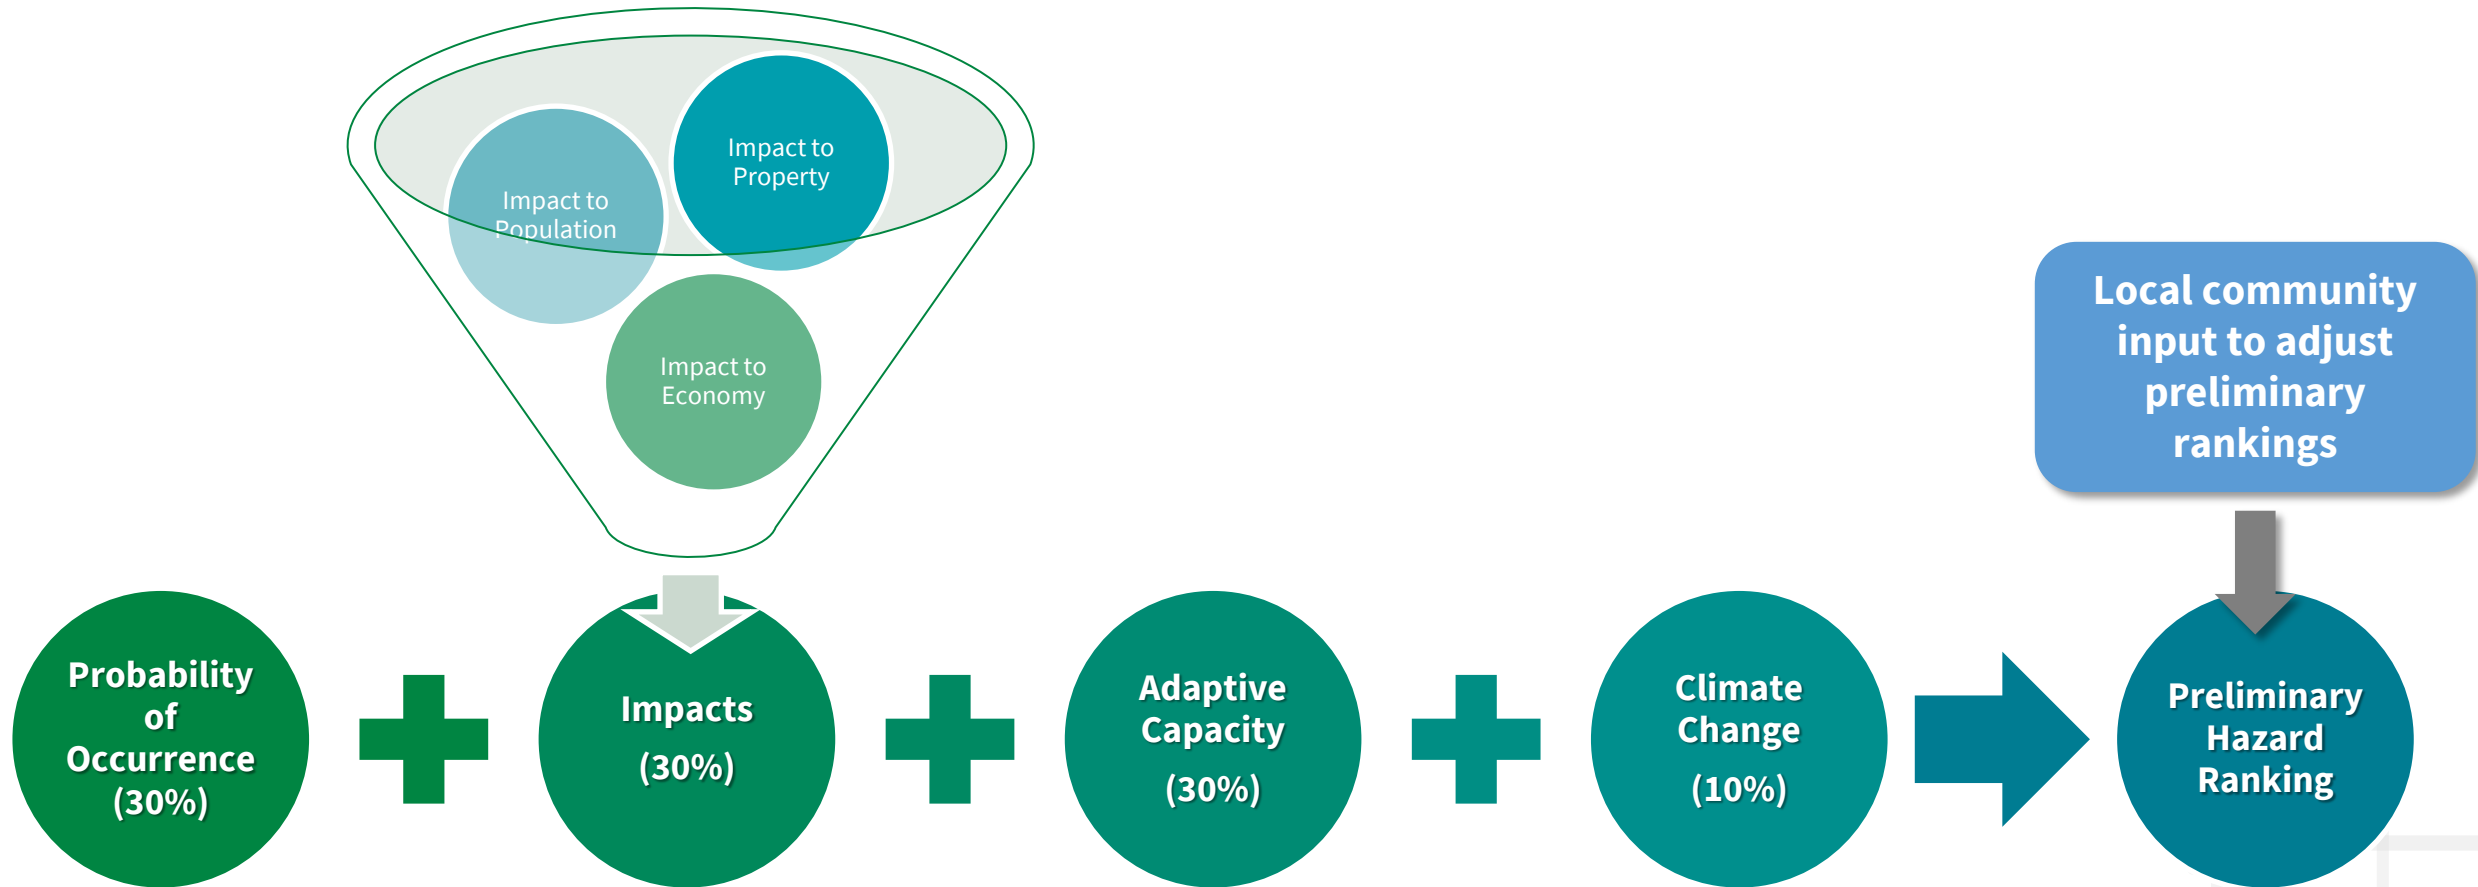 Impact to
Property
Impact to
Population
Impact to
Economy
Local community
input to adjust
preliminary
rankings
Probability
of
Occurrence
(30%)
Impacts
(30%)
Adaptive
Capacity
(30%)
Climate
Change
(10%)
Preliminary
Hazard
Ranking